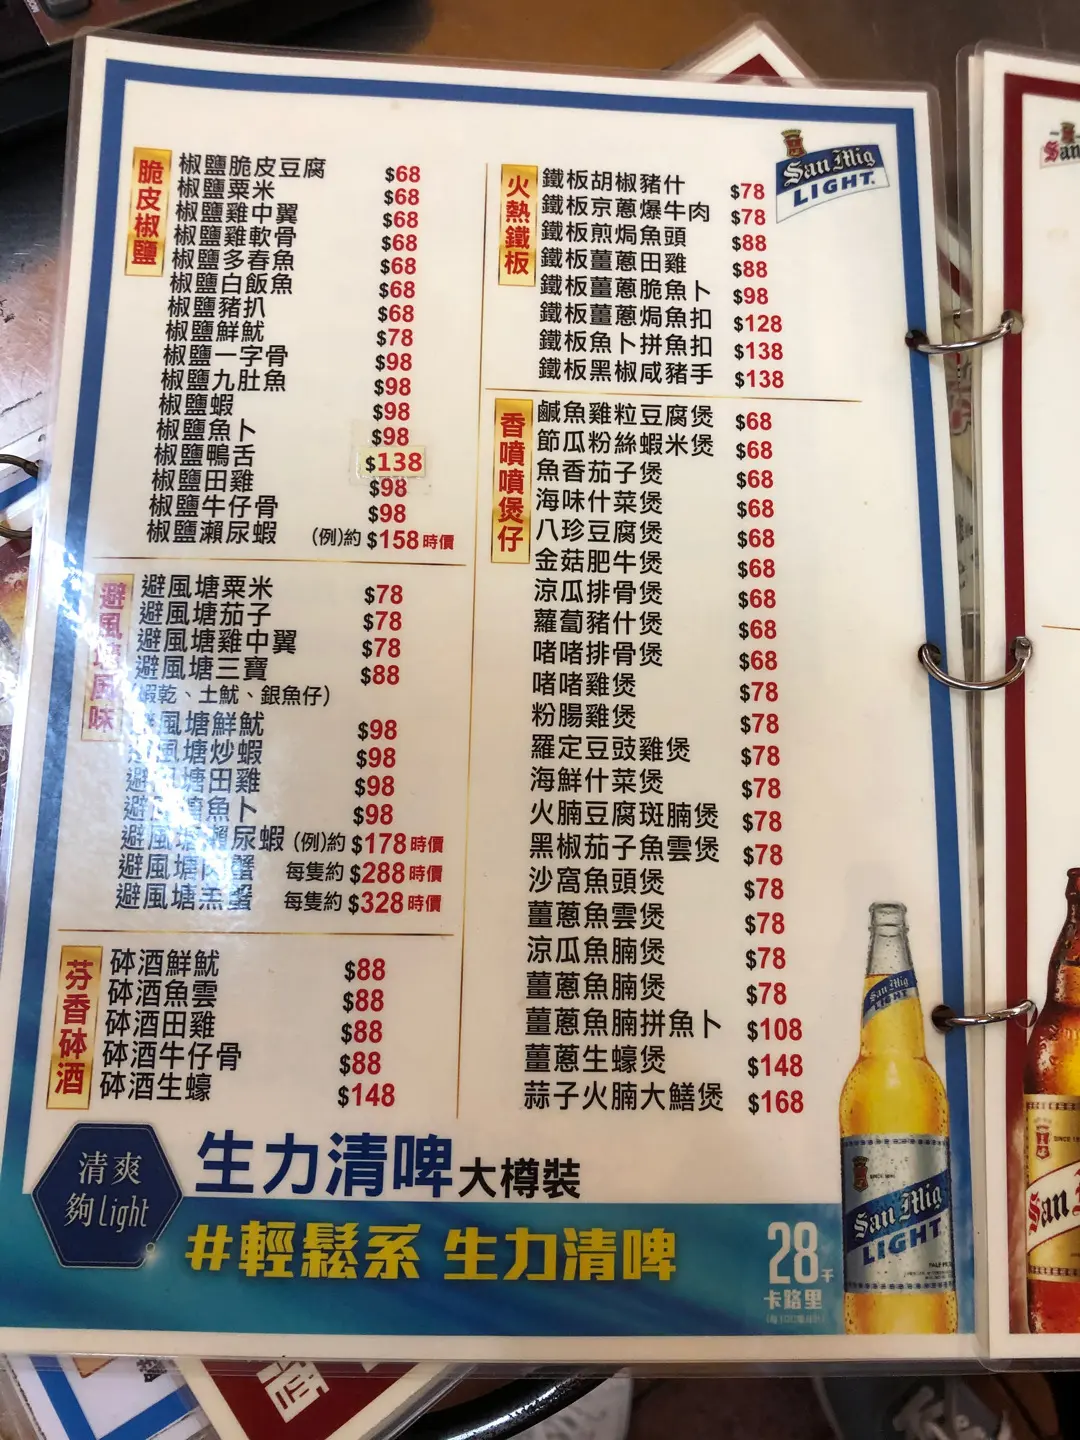 脆皮椒鹽
椒鹽脆皮豆腐 $68
椒鹽粟米 $68
椒鹽雞中翼 $68
椒鹽雞軟骨 $68
椒鹽多春魚 $68
椒鹽白飯魚 $68
椒鹽豬扒 $68
椒鹽鮮魷 $78
椒鹽一字骨 $98
椒鹽九肚魚 $98
椒鹽蝦 $98
椒鹽魚卜 $98
椒鹽鴨舌 $138
椒鹽田雞 $98
椒鹽牛仔骨 $98
椒鹽瀨尿蝦 (例)約 $158 時價
避風塘風味
避風塘粟米 $78
避風塘茄子 $78
避風塘雞中翼 $78
避風塘三寶 $88
(蝦乾、土魷、銀魚仔)
避風塘鮮魷 $98
避風塘炒蝦 $98
避風塘田雞 $98
避風塘魚卜 $98
避風塘瀨尿蝦 (例)約 $178 時價
避風塘肉蟹 每隻約 $288 時價
避風塘羔蟹 每隻約 $328 時價
芬香砵酒
砵酒鮮魷 $88
砵酒魚雲 $88
砵酒田雞 $88
砵酒牛仔骨 $88
砵酒生蠔 $148
火熱鐵板
鐵板胡椒豬什 $78
鐵板京蔥爆牛肉 $78
鐵板煎焗魚頭 $88
鐵板薑蔥田雞 $88
鐵板薑蔥脆魚卜 $98
鐵板薑蔥焗魚扣 $128
鐵板魚卜拼魚扣 $138
鐵板黑椒咸豬手 $138
香噴噴煲仔
鹹魚雞粒豆腐煲 $68
節瓜粉絲蝦米煲 $68
魚香茄子煲 $68
海味什菜煲 $68
八珍豆腐煲 $68
金菇肥牛煲 $68
涼瓜排骨煲 $68
蘿蔔豬什煲 $68
啫啫排骨煲 $68
啫啫雞煲 $78
粉腸雞煲 $78
羅定豆豉雞煲 $78
海鮮什菜煲 $78
火腩豆腐斑腩煲 $78
黑椒茄子魚雲煲 $78
沙窩魚頭煲 $78
薑蔥魚雲煲 $78
涼瓜魚腩煲 $78
薑蔥魚腩煲 $78
薑蔥魚腩拼魚卜 $108
薑蔥生蠔煲 $148
蒜子火腩大鱔煲 $168
San Mig
LIGHT
清爽
夠Light
生力清啤大樽裝
#輕鬆系 生力清啤
28千
卡路里
San Mig
LIGHT
San Mig
LIGHT
San
San